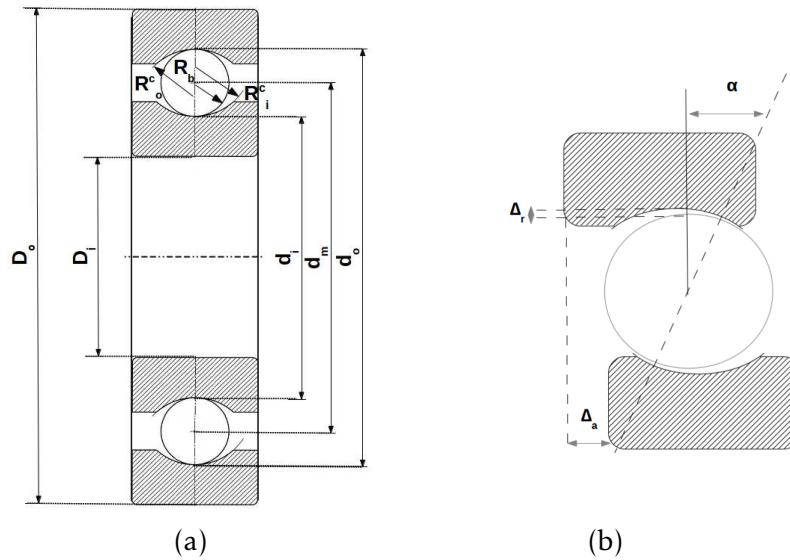 R^c_o
R_b
R^c_i
D_o
D_i
d_i
d_m
d_o
α
Δ_r
Δ_a
(a)
(b)